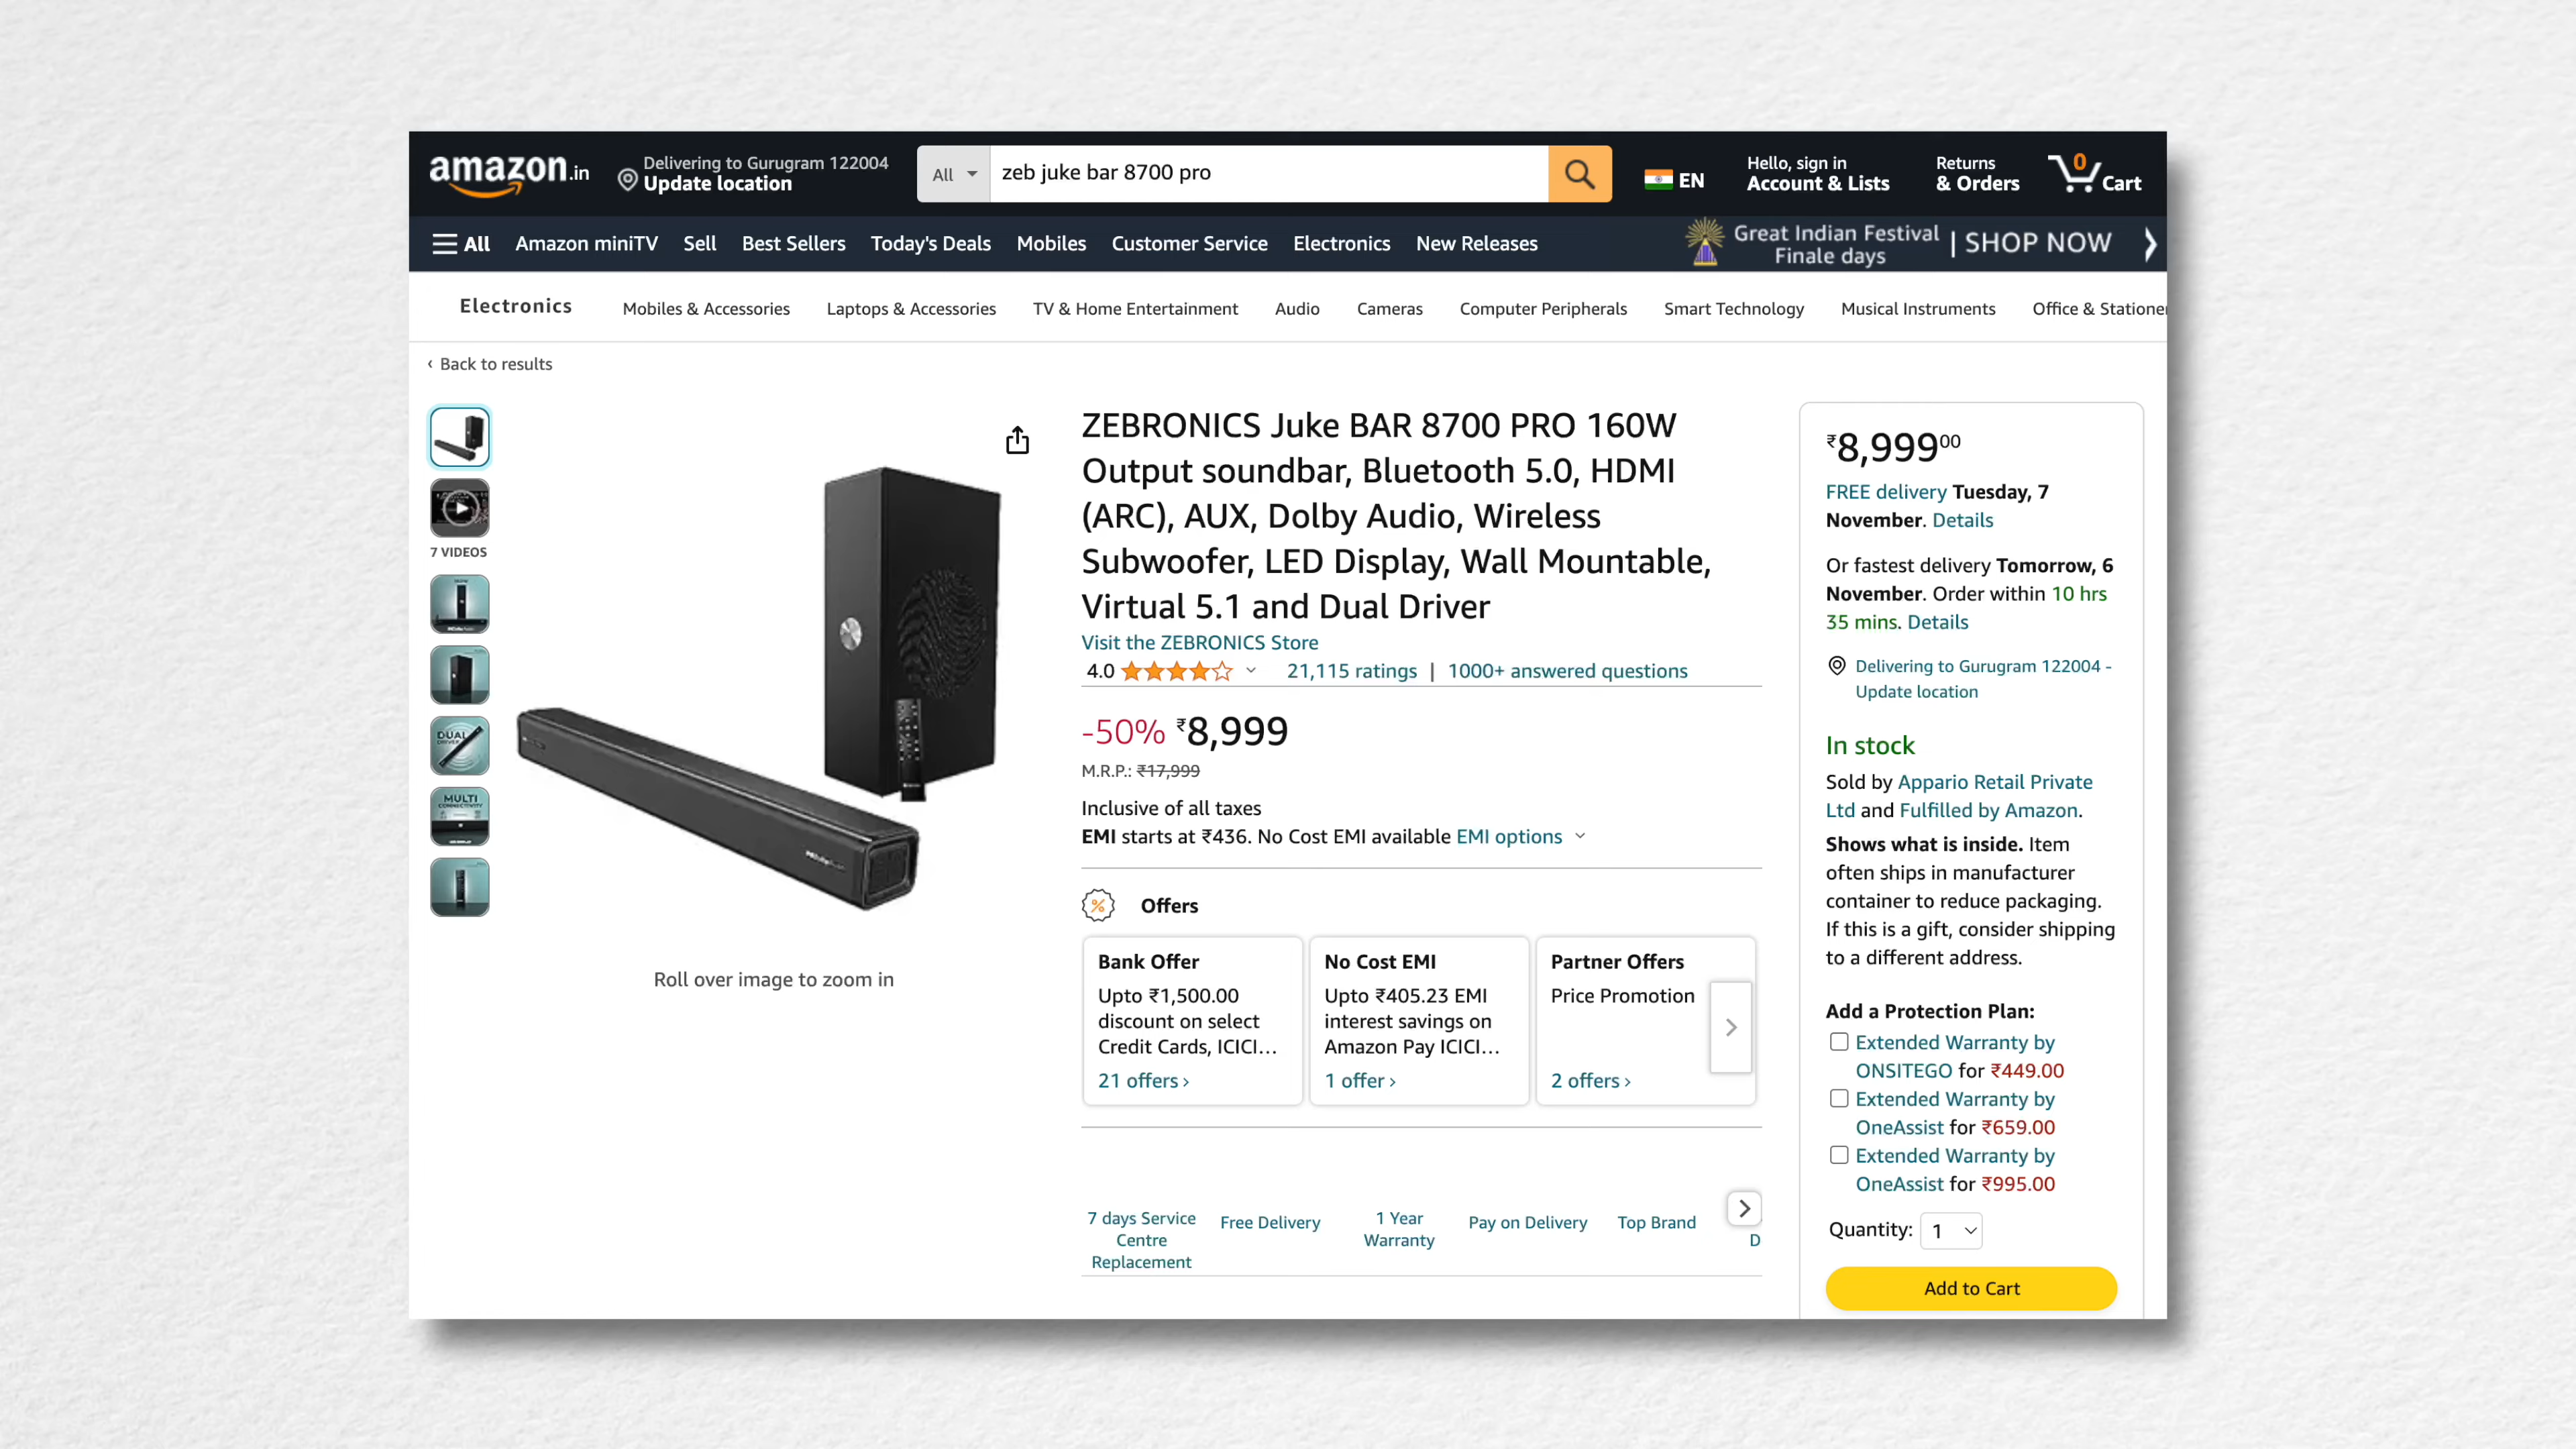 amazon.in
Delivering to Gurugram 122004
Update location
All
zeb juke bar 8700 pro
EN
Hello, sign in
Account & Lists
Returns
& Orders
0
Cart
All
Amazon miniTV
Sell
Best Sellers
Today's Deals
Mobiles
Customer Service
Electronics
New Releases
Great Indian Festival
Finale days
| SHOP NOW
Electronics
Mobiles & Accessories
Laptops & Accessories
TV & Home Entertainment
Audio
Cameras
Computer Peripherals
Smart Technology
Musical Instruments
Office & Statione
‹ Back to results
7 VIDEOS
DUAL
MULTI
Roll over image to zoom in
ZEBRONICS Juke BAR 8700 PRO 160W
Output soundbar, Bluetooth 5.0, HDMI
(ARC), AUX, Dolby Audio, Wireless
Subwoofer, LED Display, Wall Mountable,
Virtual 5.1 and Dual Driver
Visit the ZEBRONICS Store
4.0
21,115 ratings | 1000+ answered questions
-50% ₹8,999
M.R.P.: ₹17,999
Inclusive of all taxes
EMI starts at ₹436. No Cost EMI available EMI options
% Offers
Bank Offer
Upto ₹1,500.00
discount on select
Credit Cards, ICICI…
21 offers ›
No Cost EMI
Upto ₹405.23 EMI
interest savings on
Amazon Pay ICICI…
1 offer ›
Partner Offers
Price Promotion
2 offers ›
7 days Service
Centre
Replacement
Free Delivery
1 Year
Warranty
Pay on Delivery
Top Brand
D
₹8,99900
FREE delivery Tuesday, 7
November. Details
Or fastest delivery Tomorrow, 6
November. Order within 10 hrs
35 mins. Details
Delivering to Gurugram 122004 -
Update location
In stock
Sold by Appario Retail Private
Ltd and Fulfilled by Amazon.
Shows what is inside. Item
often ships in manufacturer
container to reduce packaging.
If this is a gift, consider shipping
to a different address.
Add a Protection Plan:
Extended Warranty by
ONSITEGO for ₹449.00
Extended Warranty by
OneAssist for ₹659.00
Extended Warranty by
OneAssist for ₹995.00
Quantity: 1
Add to Cart